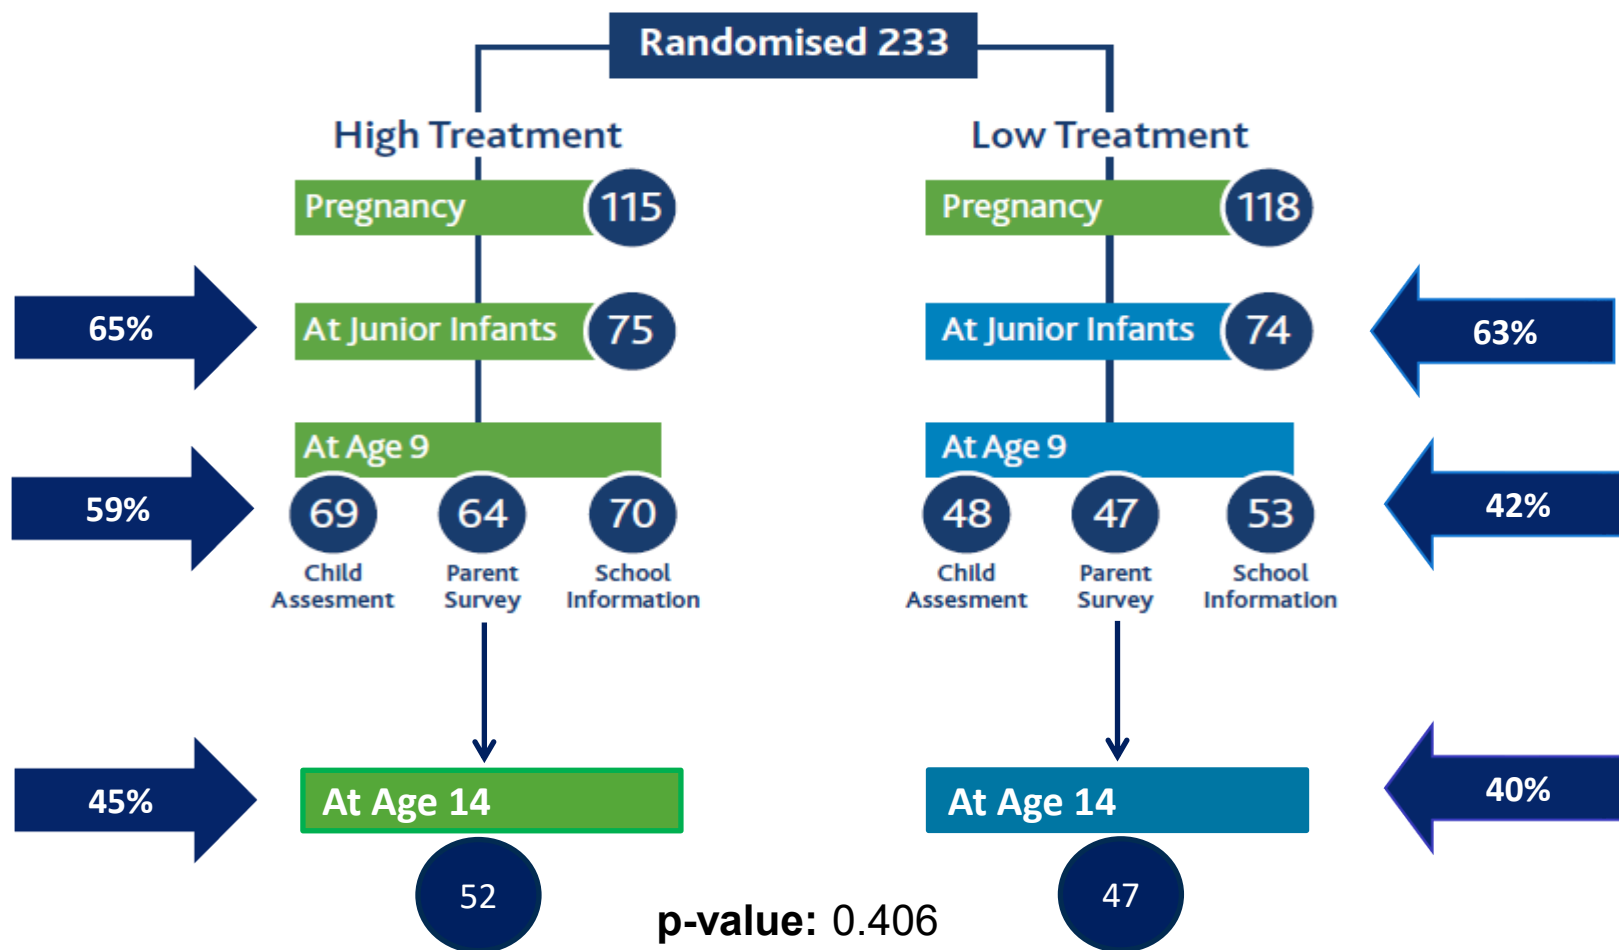 Randomised 233
High Treatment
Low Treatment
Pregnancy 115
Pregnancy 118
65%
At Junior Infants 75
At Junior Infants 74
63%
At Age 9
At Age 9
59%
69 64 70
48 47 53
42%
Child Parent School
Assesment Survey Information
Child Parent School
Assesment Survey Information
45%
At Age 14
At Age 14
40%
52
47
p-value: 0.406